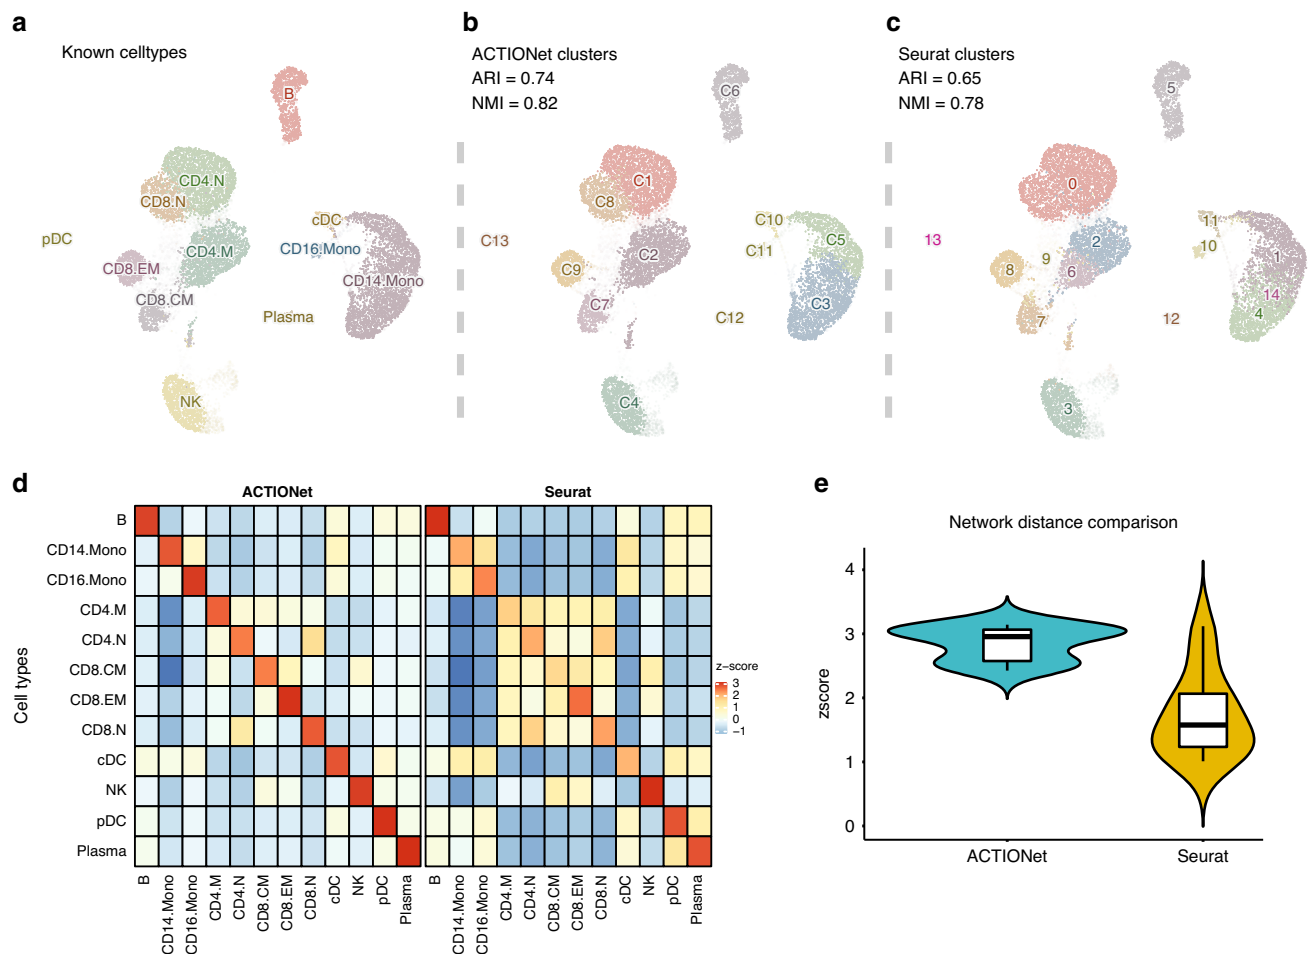 a
Known celltypes
B
CD4.N
CD8.N
pDC
CD4.M
CD8.EM
CD8.CM
cDC
CD16.Mono
CD14.Mono
Plasma
NK
b
ACTIONet clusters
ARI = 0.74
NMI = 0.82
C6
C1
C8
C13
C2
C9
C7
C10
C5
C11
C3
C12
C4
c
Seurat clusters
ARI = 0.65
NMI = 0.78
5
0
13
2
9
6
8
7
11
10
1
14
4
12
3
d
ACTIONet
Seurat
Cell types
B
CD14.Mono
CD16.Mono
CD4.M
CD4.N
CD8.CM
CD8.EM
CD8.N
cDC
NK
pDC
Plasma
B
CD14.Mono
CD16.Mono
CD4.M
CD4.N
CD8.CM
CD8.EM
CD8.N
cDC
NK
pDC
Plasma
B
CD14.Mono
CD16.Mono
CD4.M
CD4.N
CD8.CM
CD8.EM
CD8.N
cDC
NK
pDC
Plasma
z−score
3
2
1
0
−1
e
Network distance comparison
zscore
4
3
2
1
0
ACTIONet
Seurat